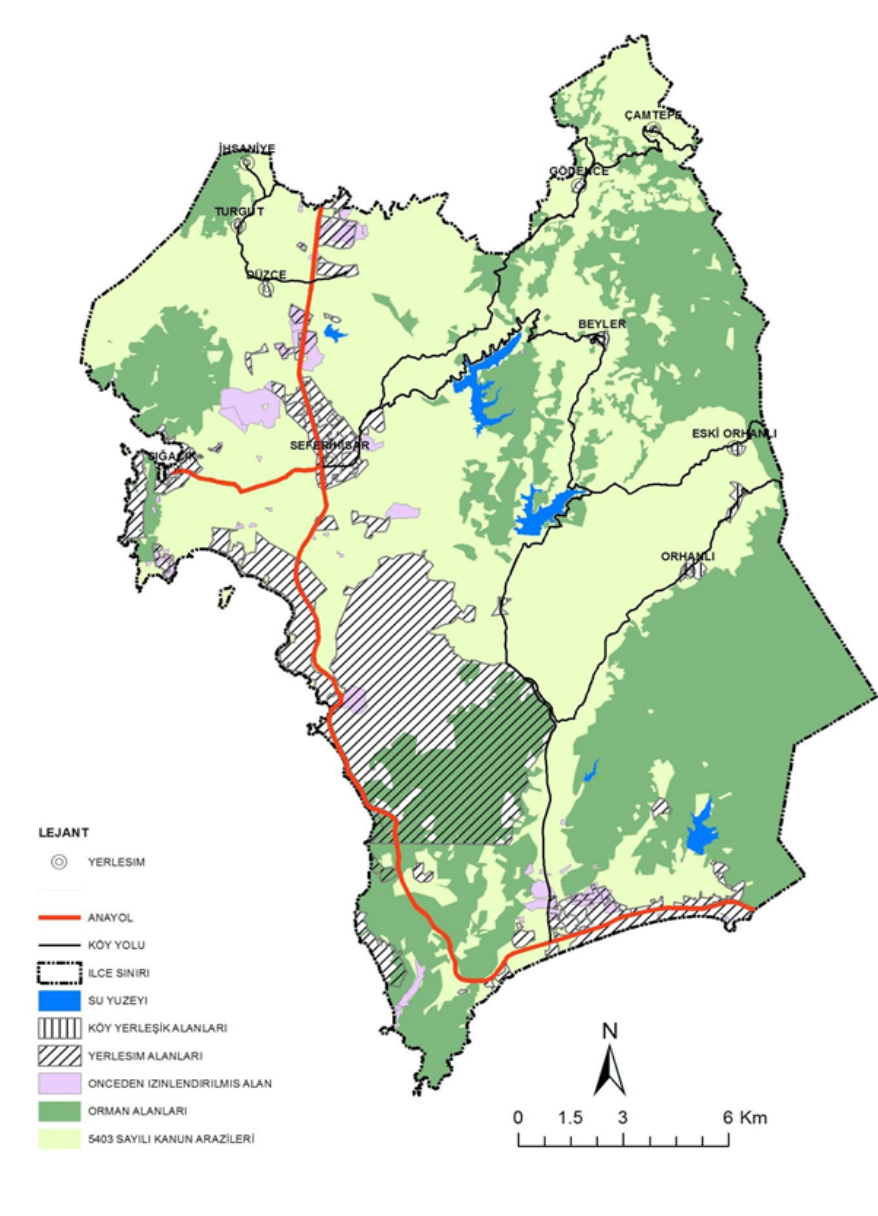 ÇAMTEPE
İHSANİYE
GÖDENCE
TURGUT
DÜZCE
BEYLER
ESKİ ORHANLI
SEFERİHİSAR
SIĞACIK
ORHANLI
LEJANT
YERLESIM
ANAYOL
KÖY YOLU
ILCE SINIRI
SU YUZEYI
KÖY YERLEŞİK ALANLARI
YERLESIM ALANLARI
ONCEDEN IZINLENDIRILMIS ALAN
ORMAN ALANLARI
5403 SAYILI KANUN ARAZİLERİ
N
0 1.5 3 6 Km